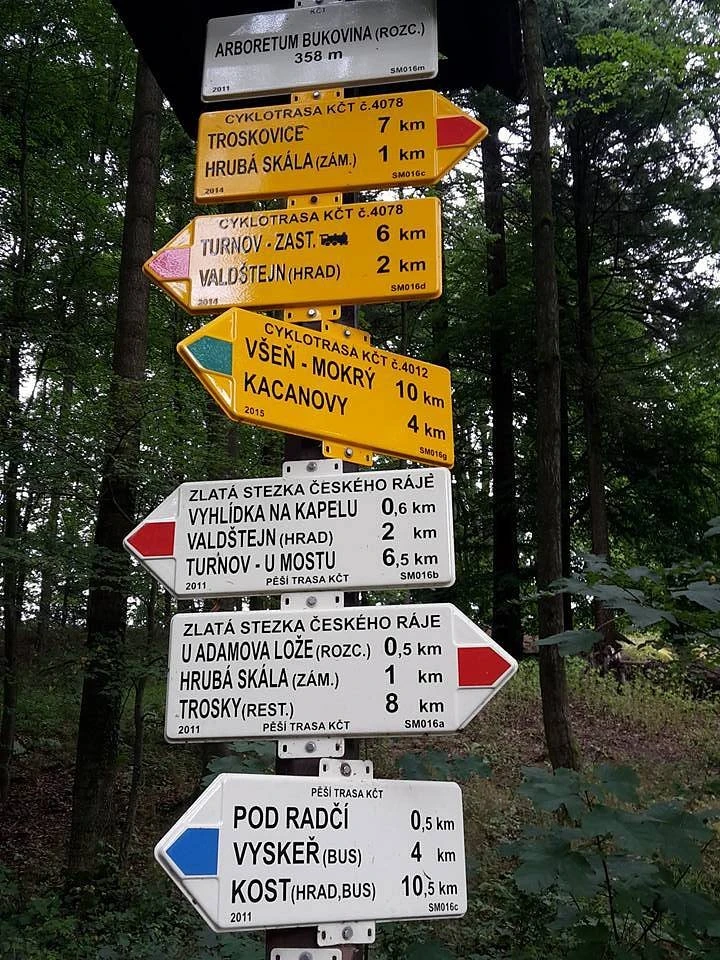 KČT
ARBORETUM BUKOVINA (ROZC.)
358 m
2011 SM016m
CYKLOTRASA KČT č.4078
TROSKOVICE 7 km
HRUBÁ SKÁLA (ZÁM.) 1 km
2014 SM016c
CYKLOTRASA KČT č.4078
TURNOV - ZAST. 6 km
VALDŠTEJN (HRAD) 2 km
2014 SM016d
CYKLOTRASA KČT č.4012
VŠEŇ - MOKRÝ 10 km
KACANOVY 4 km
2015 SM016g
ZLATÁ STEZKA ČESKÉHO RÁJE
VYHLÍDKA NA KAPELU 0,6 km
VALDŠTEJN (HRAD) 2 km
TURNOV - U MOSTU 6,5 km
2011 PĚŠÍ TRASA KČT SM016b
ZLATÁ STEZKA ČESKÉHO RÁJE
U ADAMOVA LOŽE (ROZC.) 0,5 km
HRUBÁ SKÁLA (ZÁM.) 1 km
TROSKY (REST.) 8 km
2011 PĚŠÍ TRASA KČT SM016a
PĚŠÍ TRASA KČT
POD RADČÍ 0,5 km
VYSKEŘ (BUS) 4 km
KOST (HRAD,BUS) 10,5 km
2011 SM016c